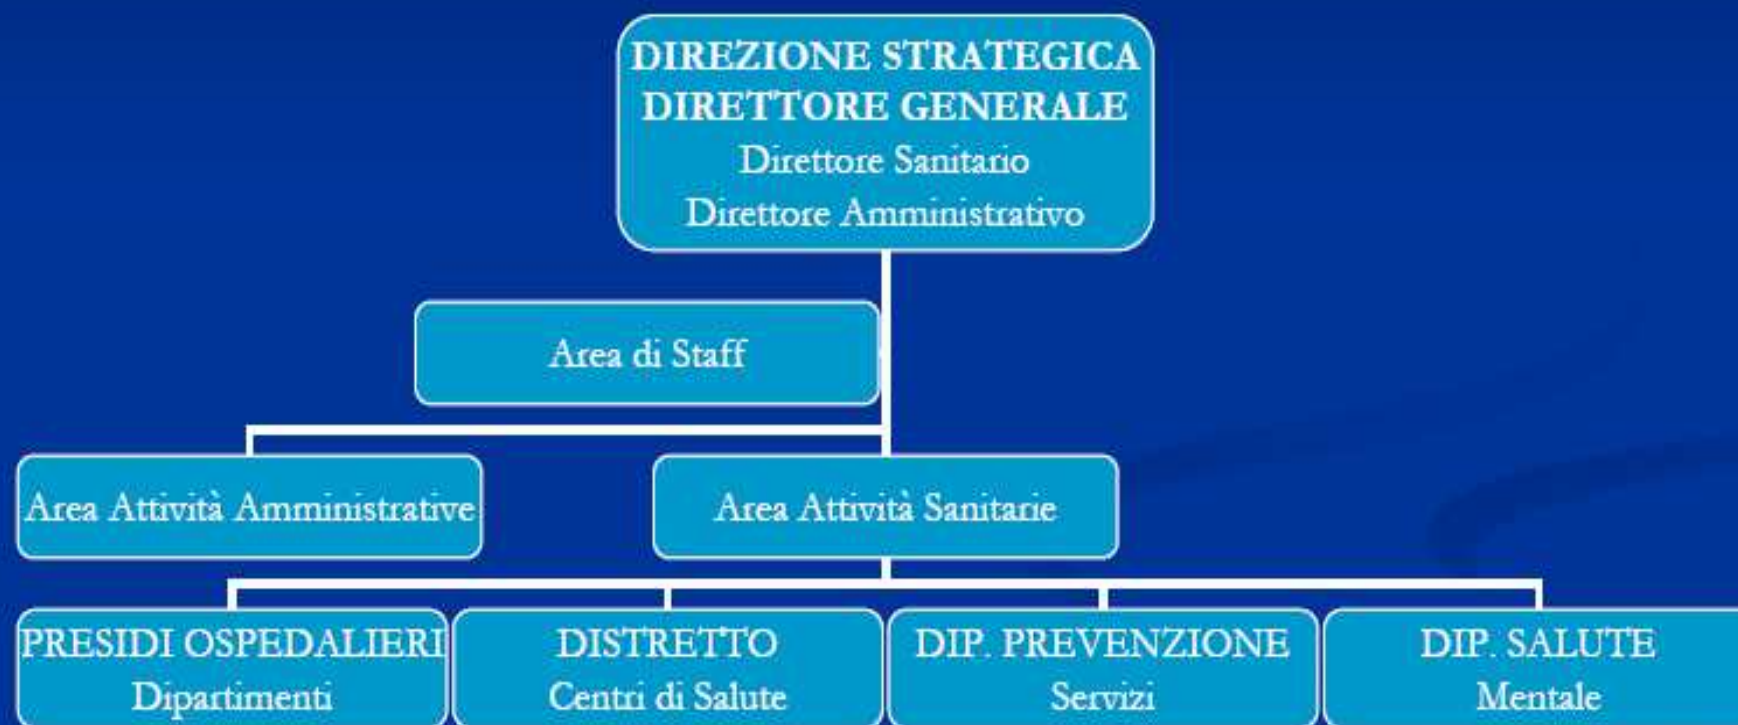 DIREZIONE STRATEGICA
DIRETTORE GENERALE
Direttore Sanitario
Direttore Amministrativo
Area di Staff
Area Attività Amministrative
Area Attività Sanitarie
PRESIDI OSPEDALIERI
Dipartimenti
DISTRETTO
Centri di Salute
DIP. PREVENZIONE
Servizi
DIP. SALUTE
Mentale